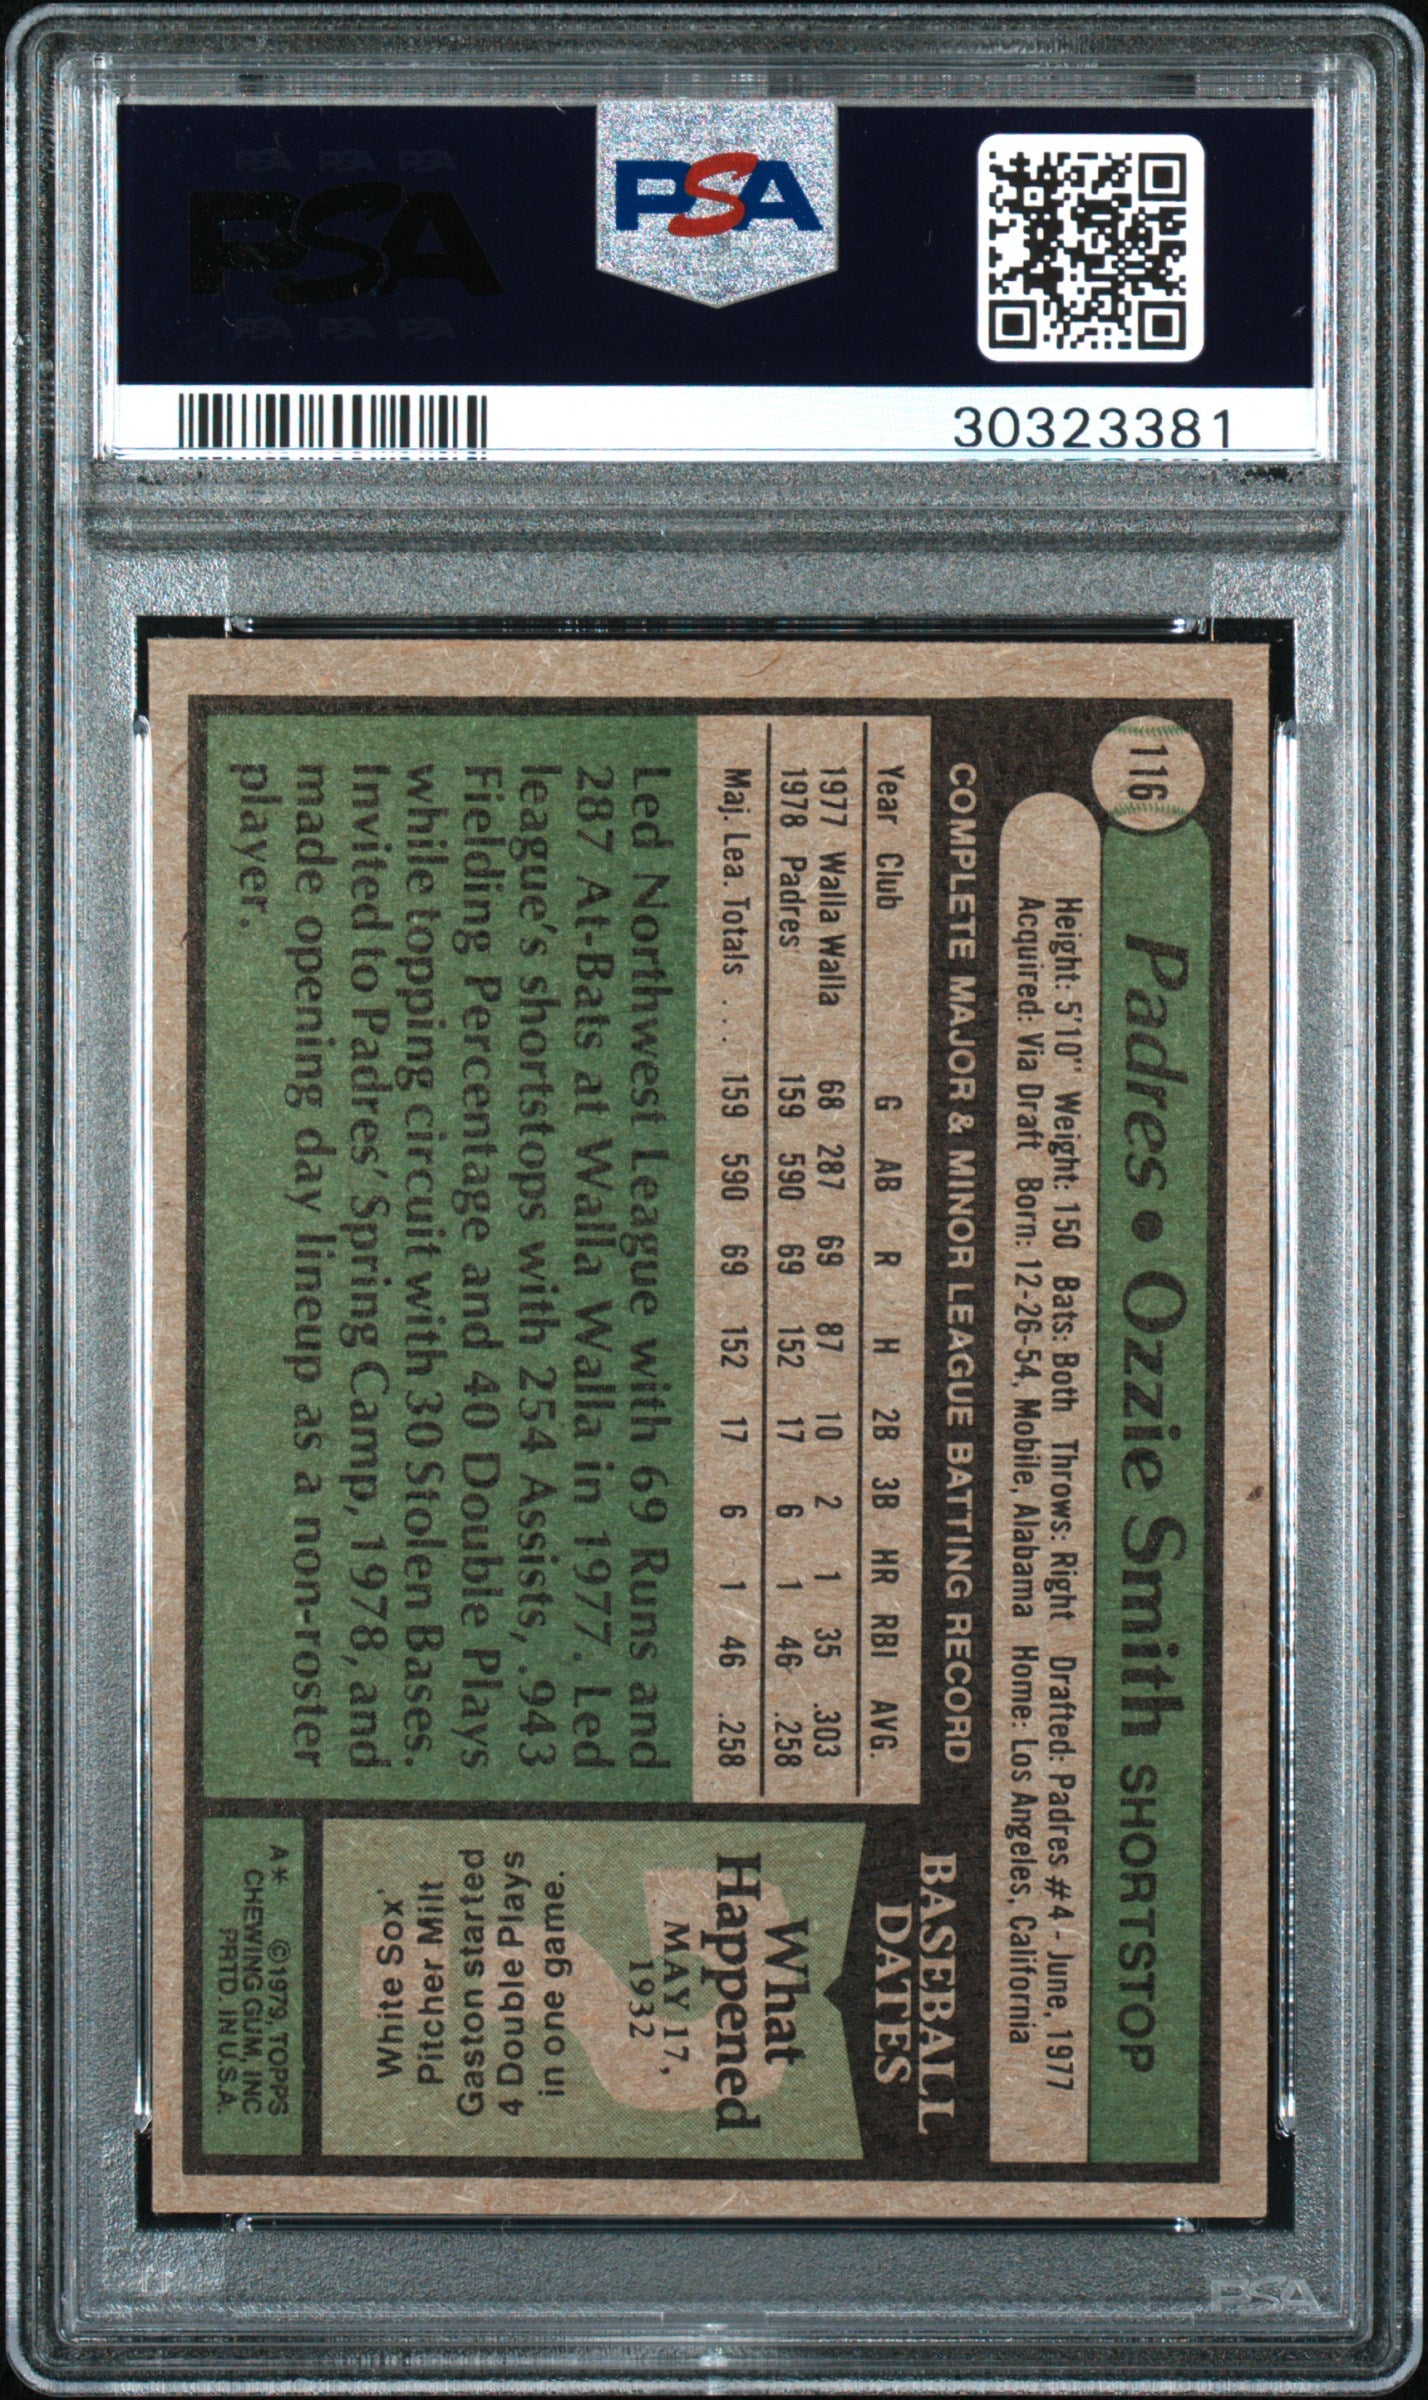 PSA PSA PSA
PSA
PSA PSA PSA
PSA
30323381
116
Padres • Ozzie Smith SHORTSTOP
Height: 5'10" Weight: 150 Bats: Both Throws: Right Drafted: Padres #4 - June, 1977
Acquired: Via Draft Born: 12-26-54, Mobile, Alabama Home: Los Angeles, California
COMPLETE MAJOR & MINOR LEAGUE BATTING RECORD
Year Club G AB R H 2B 3B HR RBI AVG.
1977 Walla Walla 68 287 69 87 10 2 1 35 .303
1978 Padres 159 590 69 152 17 6 1 46 .258
Maj. Lea. Totals . . . 159 590 69 152 17 6 1 46 .258
Led Northwest League with 69 Runs and
287 At-Bats at Walla Walla in 1977. Led
league's shortstops with 254 Assists, .943
Fielding Percentage and 40 Double Plays
while topping circuit with 30 Stolen Bases.
Invited to Padres' Spring Camp, 1978, and
made opening day lineup as a non-roster
player.
BASEBALL
DATES
What
Happened
MAY 17,
1932
White Sox'
Pitcher Milt
Gaston started
4 Double Plays
in one game.
A* ©1979, TOPPS
CHEWING GUM, INC
PRTD. IN U.S.A.
PSA